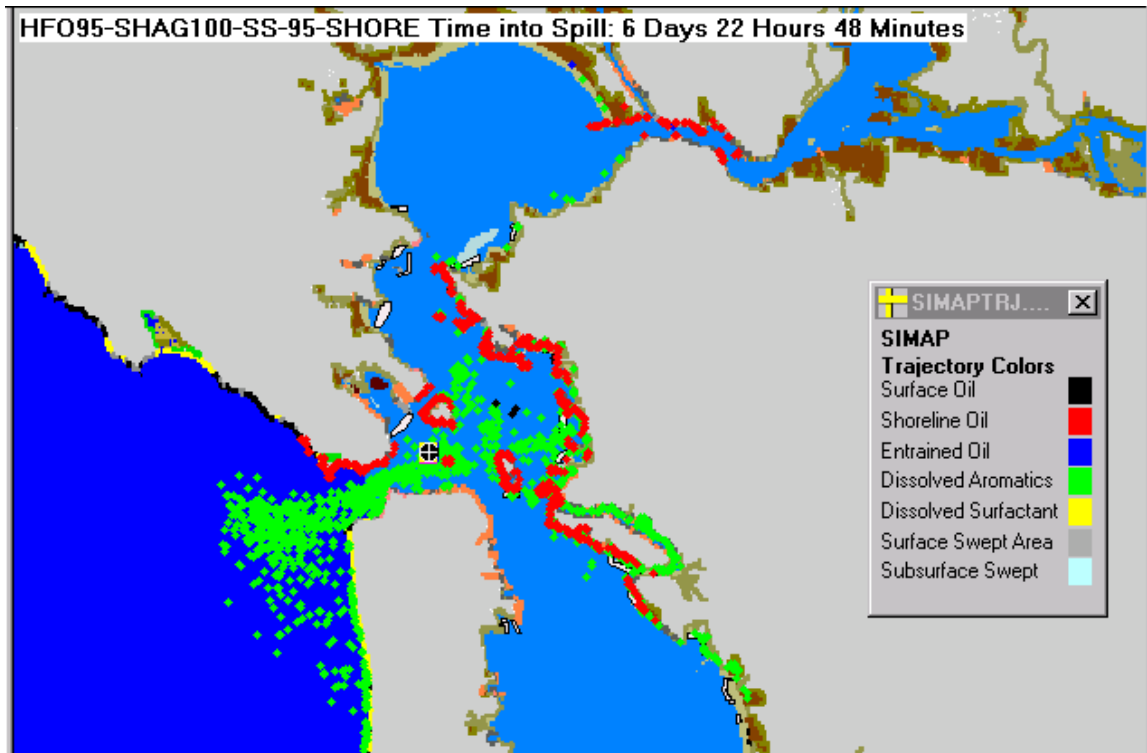 HFO95-SHAG100-SS-95-SHORE Time into Spill: 6 Days 22 Hours 48 Minutes
SIMAPTRJ....
SIMAP
Trajectory Colors
Surface Oil
Shoreline Oil
Entrained Oil
Dissolved Aromatics
Dissolved Surfactant
Surface Swept Area
Subsurface Swept